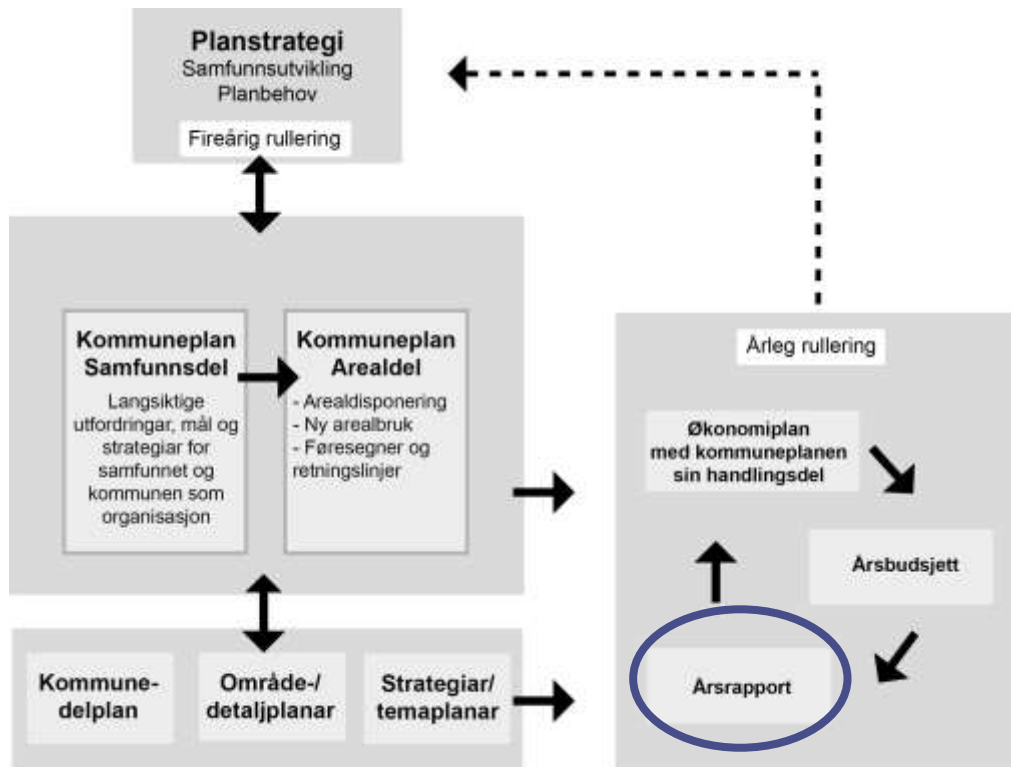 Planstrategi
Samfunnsutvikling
Planbehov
Fireårig rullering
Kommuneplan
Samfunnsdel
Langsiktige
utfordringar, mål og
strategiar for
samfunnet og
kommunen som
organisasjon
Kommuneplan
Arealdel
- Arealdisponering
- Ny arealbruk
- Føresegner og
retningslinjer
Kommune-
delplan
Område-/
detaljplanar
Strategiar/
temaplanar
Årleg rullering
Økonomiplan
med kommuneplanen
sin handlingsdel
Årsbudsjett
Årsrapport